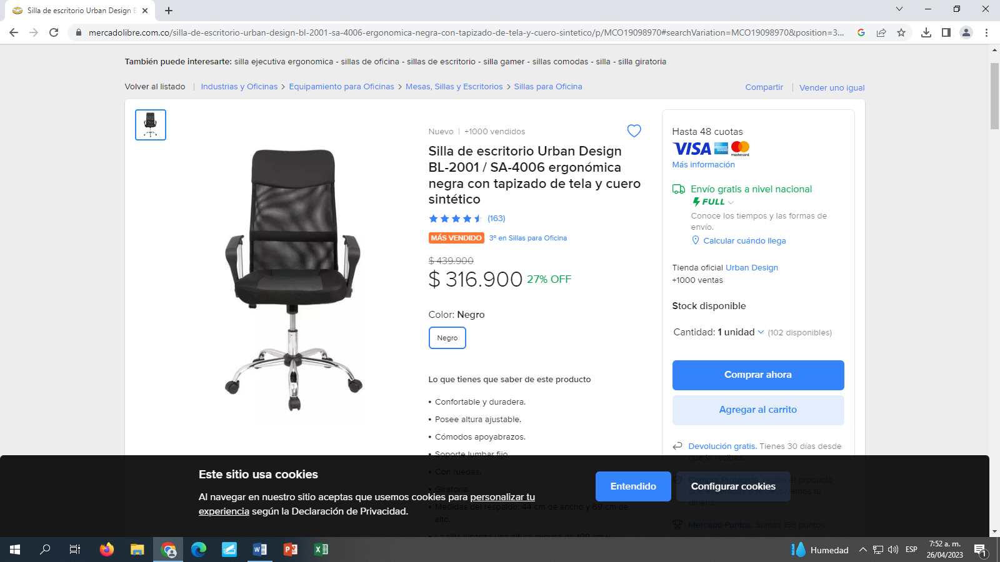 Silla de escritorio Urban Design B
mercadolibre.com.co/silla-de-escritorio-urban-design-bl-2001-sa-4006-ergonomica-negra-con-tapizado-de-tela-y-cuero-sintetico/p/MCO19098970#searchVariation=MCO19098970&position=3...
También puede interesarte: silla ejecutiva ergonomica - sillas de oficina - sillas de escritorio - silla gamer - sillas comodas - silla - silla giratoria
Volver al listado | Industrias y Oficinas > Equipamiento para Oficinas > Mesas, Sillas y Escritorios > Sillas para Oficina
Compartir | Vender uno igual
Nuevo | +1000 vendidos
Silla de escritorio Urban Design
BL-2001 / SA-4006 ergonómica
negra con tapizado de tela y cuero
sintético
(163)
MÁS VENDIDO 3º en Sillas para Oficina
$ 439.900
$ 316.900 27% OFF
Color: Negro
Negro
Lo que tienes que saber de este producto
• Confortable y duradera.
• Posee altura ajustable.
• Cómodos apoyabrazos.
• Soporte lumbar fijo.
• Con ruedas.
• Giratoria.
• Medidas del respaldo: 44 cm de ancho y 69 cm de
alto.
• La silla alcanza una altura mínima de 109 cm y
Hasta 48 cuotas
VISA
mastercard
Más información
Envío gratis a nivel nacional
FULL
Conoce los tiempos y las formas de
envío.
Calcular cuándo llega
Tienda oficial Urban Design
+1000 ventas
Stock disponible
Cantidad: 1 unidad (102 disponibles)
Comprar ahora
Agregar al carrito
Devolución gratis. Tienes 30 días desde
que lo recibes.
Compra Protegida, recibe el producto
que esperabas o te devolvemos tu
dinero.
Mercado Puntos. Sumas 158 puntos.
Este sitio usa cookies
Al navegar en nuestro sitio aceptas que usemos cookies para personalizar tu
experiencia según la Declaración de Privacidad.
Entendido
Configurar cookies
Humedad
ESP
7:52 a. m.
26/04/2023
1